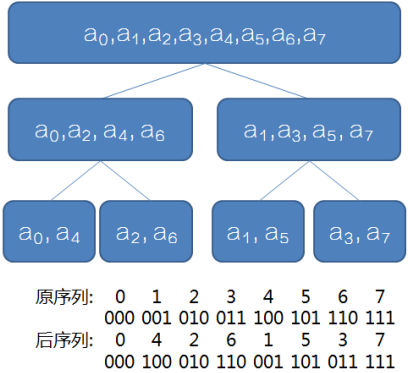 a₀,a₁,a₂,a₃,a₄,a₅,a₆,a₇
a₀,a₂, a₄, a₆ a₁,a₃, a₅, a₇
a₀, a₄ a₂, a₆ a₁, a₅ a₃, a₇
原序列: 0 1 2 3 4 5 6 7
000 001 010 011 100 101 110 111
后序列: 0 4 2 6 1 5 3 7
000 100 010 110 001 101 011 111